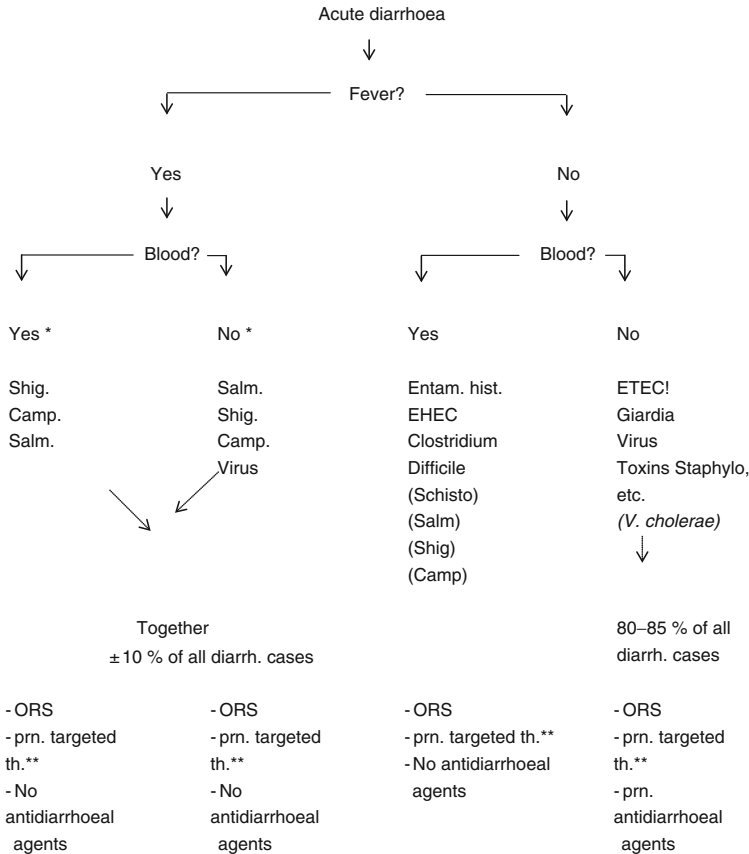 Acute diarrhoea
Fever?
Yes
No
Blood?
Blood?
Yes *
No *
Yes
No
Shig.
Camp.
Salm.
Salm.
Shig.
Camp.
Virus
Entam. hist.
EHEC
Clostridium
Difficile
(Schisto)
(Salm)
(Shig)
(Camp)
ETEC!
Giardia
Virus
Toxins Staphylo,
etc.
(V. cholerae)
Together
±10 % of all diarrh. cases
80–85 % of all
diarrh. cases
- ORS
- prn. targeted
th.**
- No
antidiarrhoeal
agents
- ORS
- prn. targeted
th.**
- No
antidiarrhoeal
agents
- ORS
- prn. targeted th.**
- No antidiarrhoeal
agents
- ORS
- prn. targeted
th.**
- prn.
antidiarrhoeal
agents